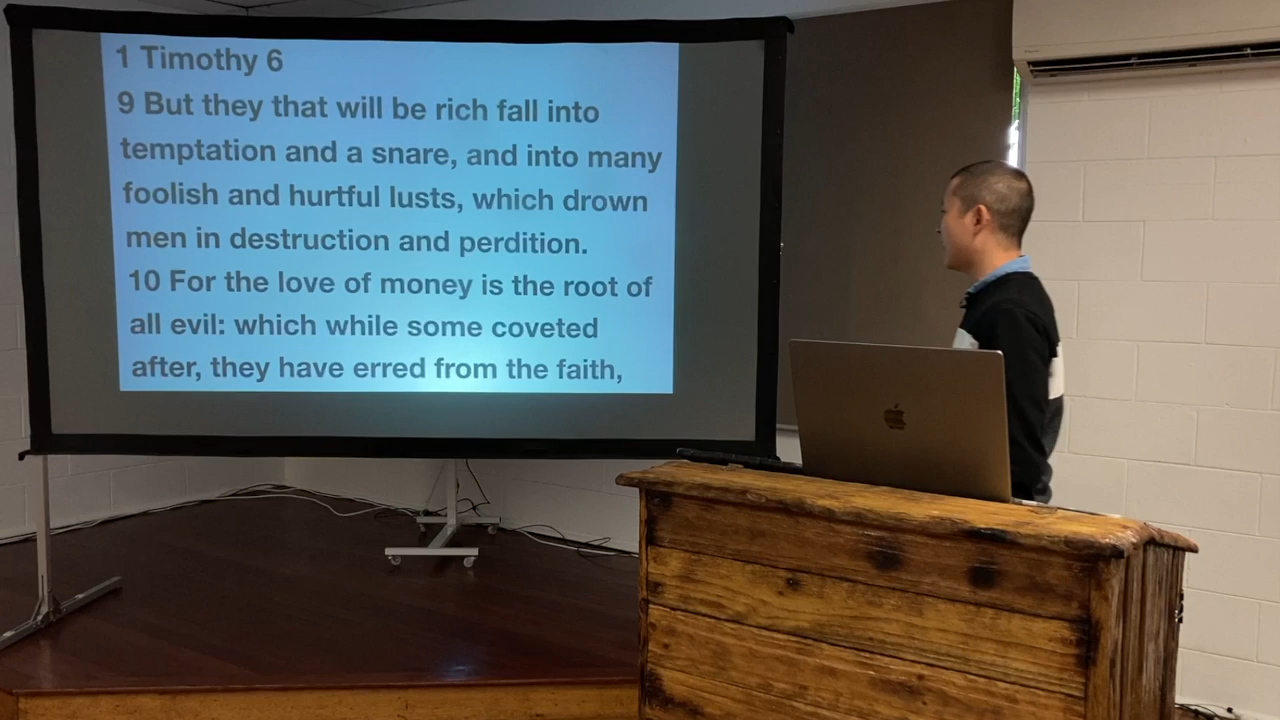 1 Timothy 6
9 But they that will be rich fall into
temptation and a snare, and into many
foolish and hurtful lusts, which drown
men in destruction and perdition.
10 For the love of money is the root of
all evil: which while some coveted
after, they have erred from the faith,